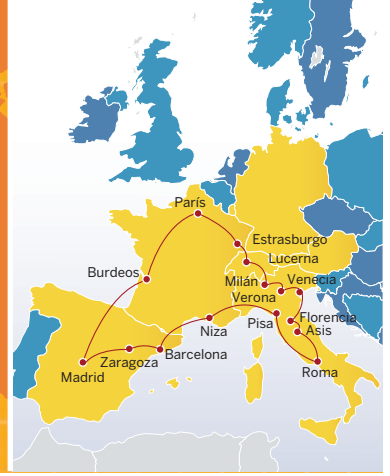 París
Estrasburgo
Lucerna
Burdeos
Milán
Venecia
Verona
Florencia
Pisa
Asis
Niza
Zaragoza
Barcelona
Madrid
Roma